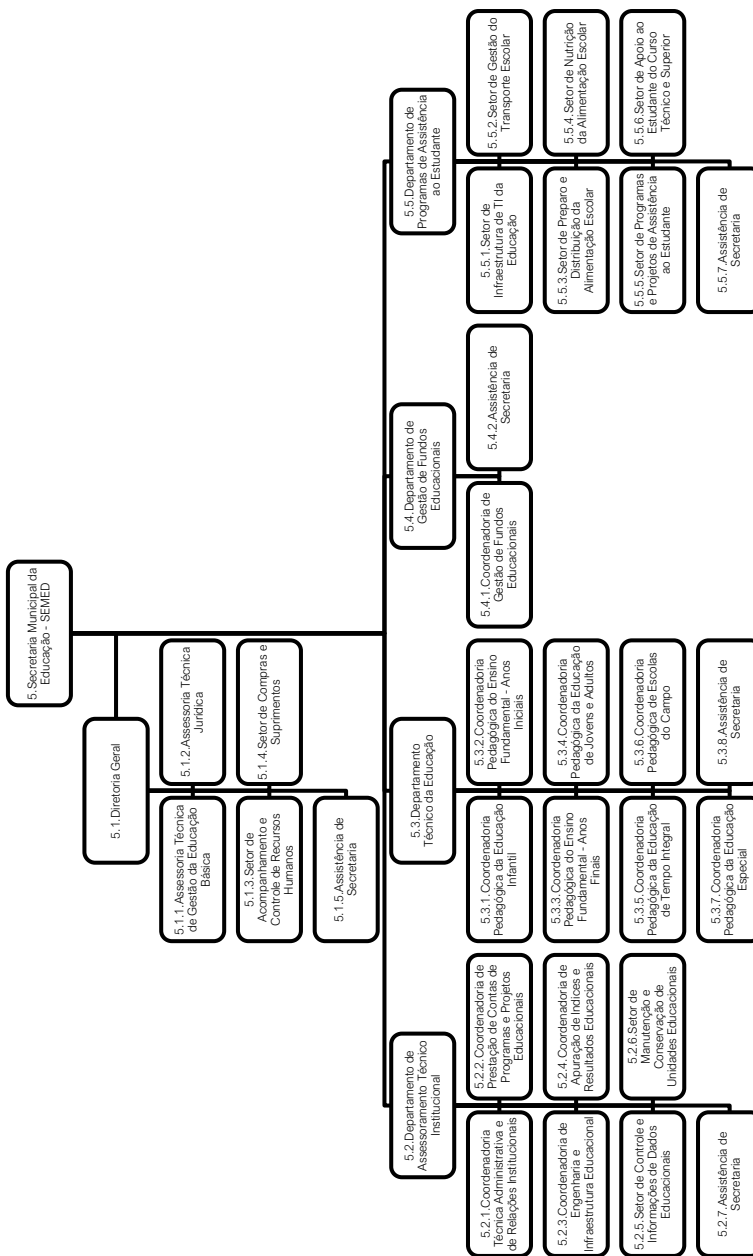 5.Secretaria Municipal da
Educação - SEMED
5.1.Diretoria Geral
5.1.1.Assessoria Técnica
de Gestão da Educação
Básica
5.1.2.Assessoria Técnica
Jurídica
5.1.3.Setor de
Acompanhamento e
Controle de Recursos
Humanos
5.1.4.Setor de Compras e
Suprimentos
5.1.5.Assistência de
Secretaria
5.2.Departamento de
Assessoramento Técnico
Institucional
5.2.1.Coordenadoria
Técnica Administrativa e
de Relações Institucionais
5.2.2.Coordenadoria de
Prestação de Contas de
Programas e Projetos
Educacionais
5.2.3.Coordenadoria de
Engenharia e
Infraestrutura Educacional
5.2.4.Coordenadoria de
Apuração de Indices e
Resultados Educacionais
5.2.5.Setor de Controle e
Informações de Dados
Educacionais
5.2.6.Setor de
Manutenção e
Conservação de
Unidades Educacionais
5.2.7.Assistência de
Secretaria
5.3.Departamento
Técnico da Educação
5.3.1.Coordenadoria
Pedagógica da Educação
Infantil
5.3.2.Coordenadoria
Pedagógica do Ensino
Fundamental - Anos
Iniciais
5.3.3.Coordenadoria
Pedagógica do Ensino
Fundamental - Anos
Finais
5.3.4.Coordenadoria
Pedagógica da Educação
de Jovens e Adultos
5.3.5.Coordenadoria
Pedagógica da Educação
de Tempo Integral
5.3.6.Coordenadoria
Pedagógica de Escolas
do Campo
5.3.7.Coordenadoria
Pedagógica da Educação
Especial
5.3.8.Assistência de
Secretaria
5.4.Departamento de
Gestão de Fundos
Educacionais
5.4.1.Coordenadoria de
Gestão de Fundos
Educacionais
5.4.2.Assistência de
Secretaria
5.5.Departamento de
Programas de Assistência
ao Estudante
5.5.1.Setor de
Infraestrutura de TI da
Educação
5.5.2.Setor de Gestão do
Transporte Escolar
5.5.3.Setor de Preparo e
Distribuição da
Alimentação Escolar
5.5.4.Setor de Nutrição
da Alimentação Escolar
5.5.5.Setor de Programas
e Projetos de Assistência
ao Estudante
5.5.6.Setor de Apoio ao
Estudante do Curso
Técnico e Superior
5.5.7.Assistência de
Secretaria